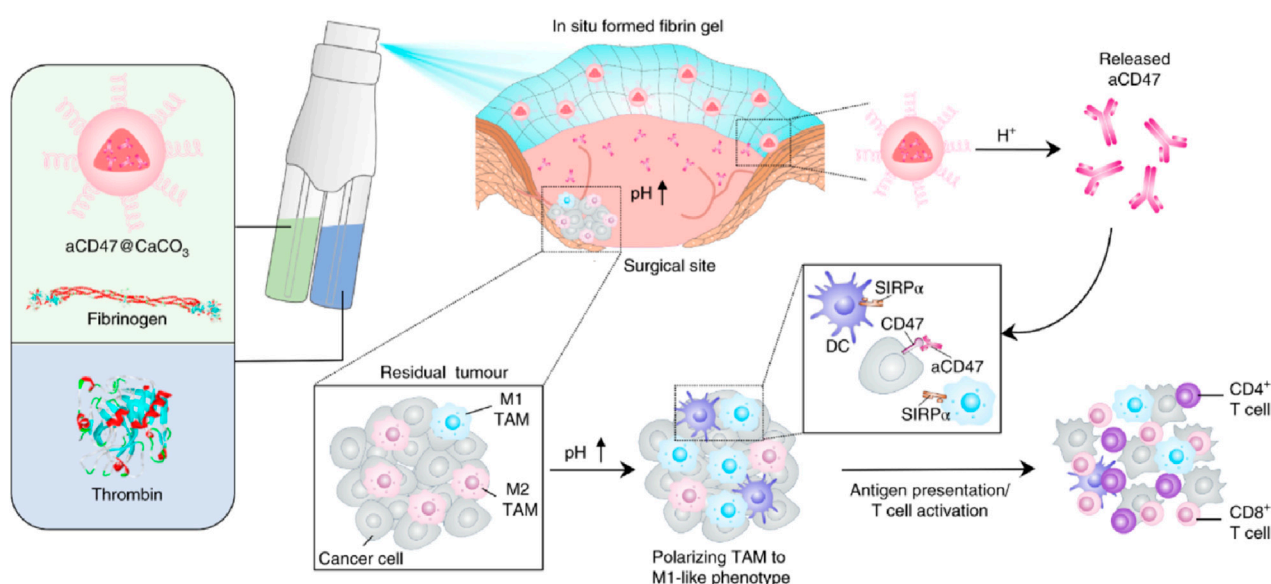 In situ formed fibrin gel
aCD47@CaCO₃
Fibrinogen
Thrombin
pH ↑
Surgical site
H⁺
Released
aCD47
SIRPα
DC
CD47
aCD47
SIRPα
Residual tumour
M1
TAM
M2
TAM
Cancer cell
pH ↑
Polarizing TAM to
M1-like phenotype
Antigen presentation/
T cell activation
CD4⁺
T cell
CD8⁺
T cell